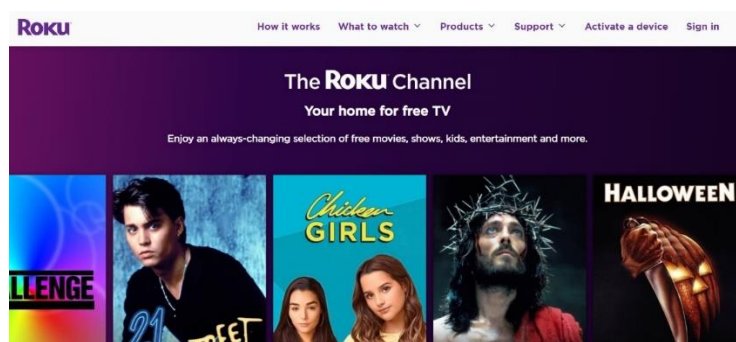 Roku
How it works What to watch Products Support Activate a device Sign in
The Roku Channel
Your home for free TV
Enjoy an always-changing selection of free movies, shows, kids, entertainment and more.
LLENGE
21
REET
Chicken
GIRLS
HALLOWEEN